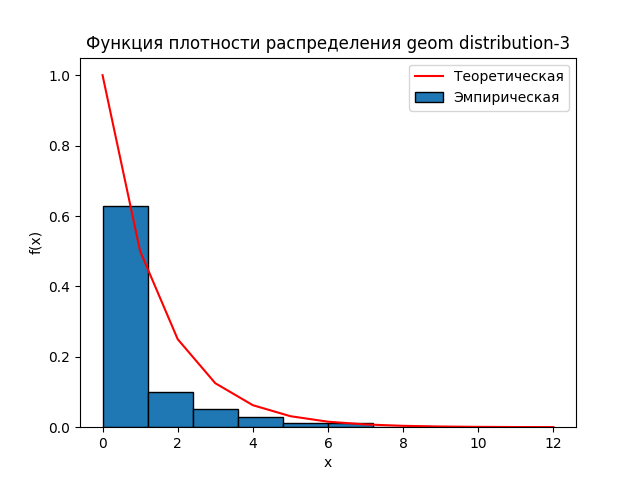 Функция плотности распределения geom distribution-3
Теоретическая
Эмпирическая
f(x)
1.0
0.8
0.6
0.4
0.2
0.0
0 2 4 6 8 10 12
x